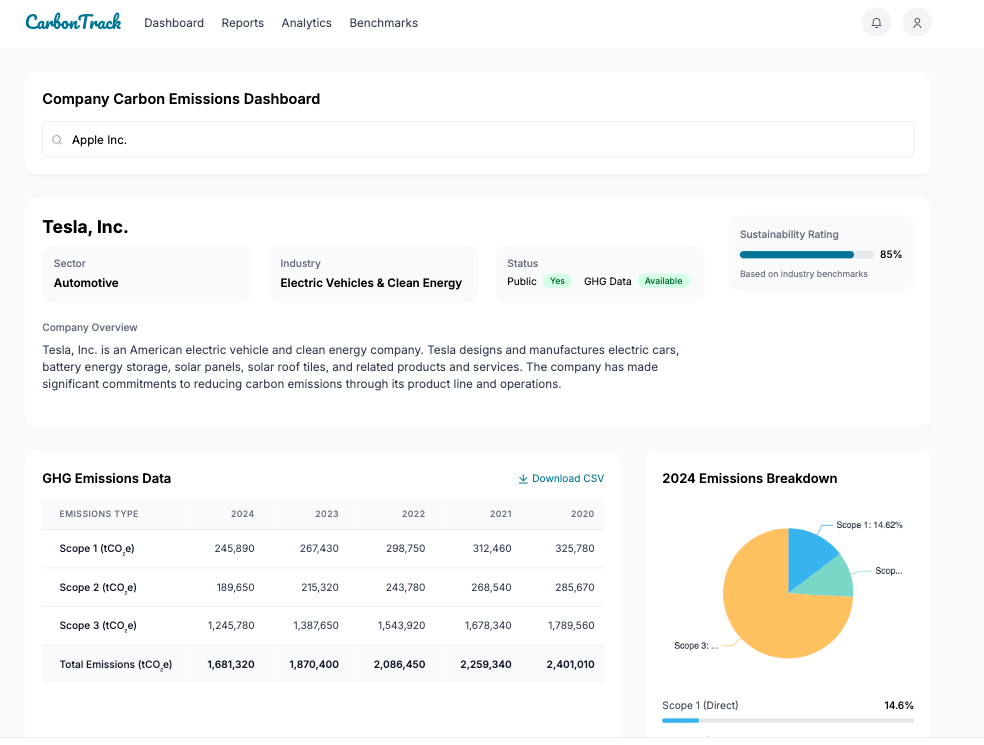 CarbonTrack Dashboard Reports Analytics Benchmarks
Company Carbon Emissions Dashboard
Apple Inc.
Tesla, Inc.
Sector
Automotive
Industry
Electric Vehicles & Clean Energy
Status
Public Yes GHG Data Available
Sustainability Rating
85%
Based on industry benchmarks
Company Overview
Tesla, Inc. is an American electric vehicle and clean energy company. Tesla designs and manufactures electric cars,
battery energy storage, solar panels, solar roof tiles, and related products and services. The company has made
significant commitments to reducing carbon emissions through its product line and operations.
GHG Emissions Data
Download CSV
EMISSIONS TYPE 2024 2023 2022 2021 2020
Scope 1 (tCO₂e) 245,890 267,430 298,750 312,460 325,780
Scope 2 (tCO₂e) 189,650 215,320 243,780 268,540 285,670
Scope 3 (tCO₂e) 1,245,780 1,387,650 1,543,920 1,678,340 1,789,560
Total Emissions (tCO₂e) 1,681,320 1,870,400 2,086,450 2,259,340 2,401,010
2024 Emissions Breakdown
Scope 1: 14.62%
Scop...
Scope 3: ...
Scope 1 (Direct) 14.6%